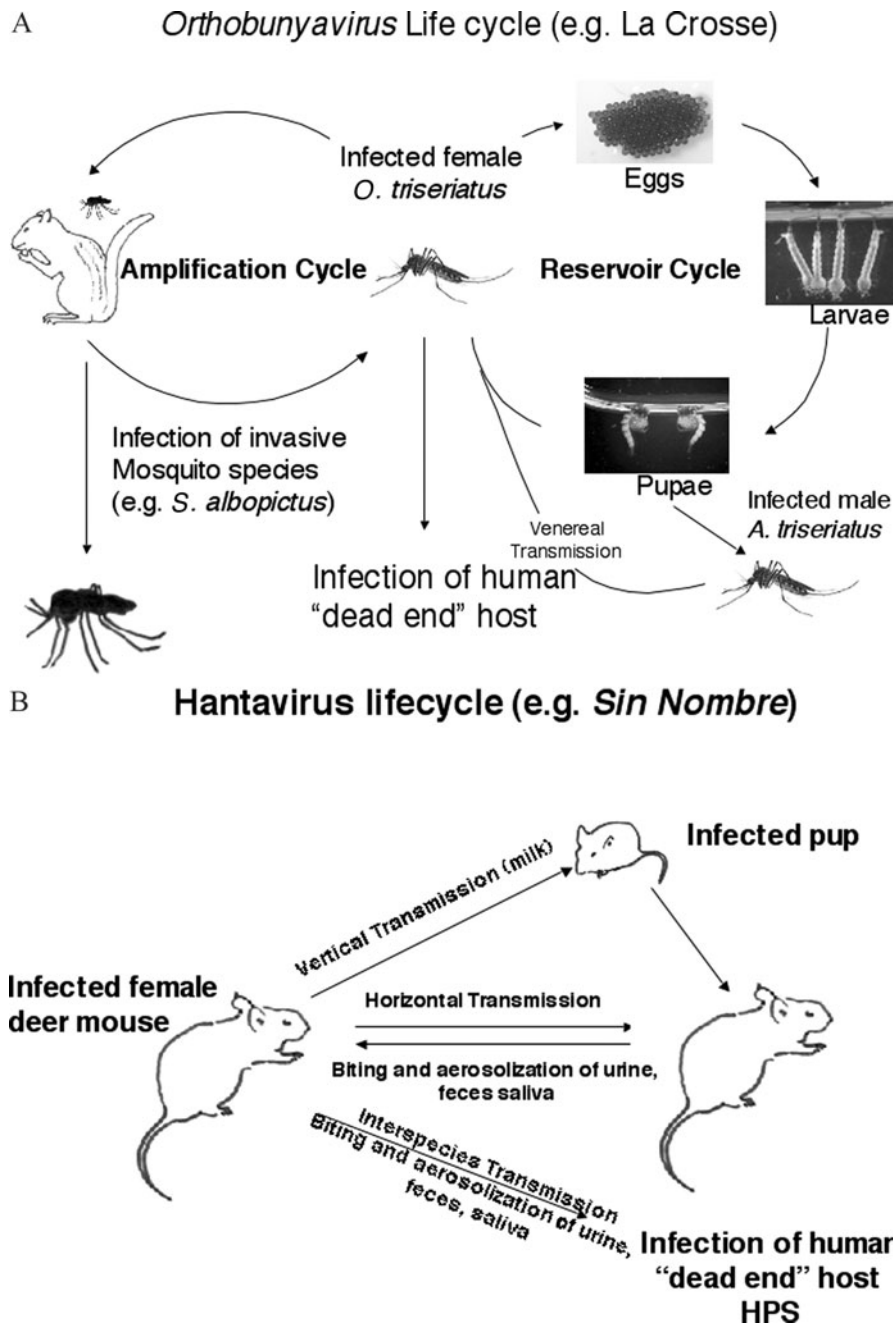 A
Orthobunyavirus Life cycle (e.g. La Crosse)
Infected female
O. triseriatus
Eggs
Amplification Cycle
Reservoir Cycle
Larvae
Infection of invasive
Mosquito species
(e.g. S. albopictus)
Pupae
Infected male
A. triseriatus
Venereal
Transmission
Infection of human
“dead end” host
B
Hantavirus lifecycle (e.g. Sin Nombre)
Infected pup
Vertical Transmission (milk)
Infected female
deer mouse
Horizontal Transmission
Biting and aerosolization of urine,
feces saliva
Interspecies Transmission
Biting and aerosolization of urine,
feces, saliva
Infection of human
“dead end” host
HPS